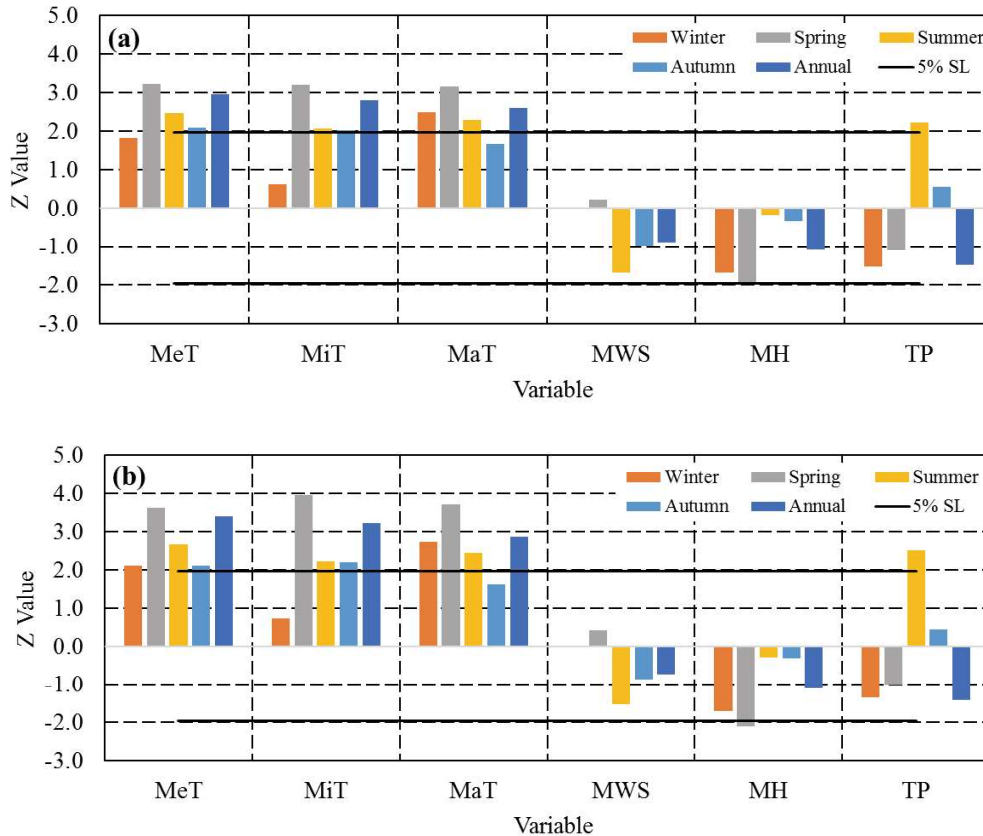 (a)
Winter Spring Summer
Autumn Annual 5% SL
5.0
4.0
3.0
2.0
1.0
0.0
-1.0
-2.0
-3.0
Z Value
MeT MiT MaT MWS MH TP
Variable
(b)
Winter Spring Summer
Autumn Annual 5% SL
5.0
4.0
3.0
2.0
1.0
0.0
-1.0
-2.0
-3.0
Z Value
MeT MiT MaT MWS MH TP
Variable